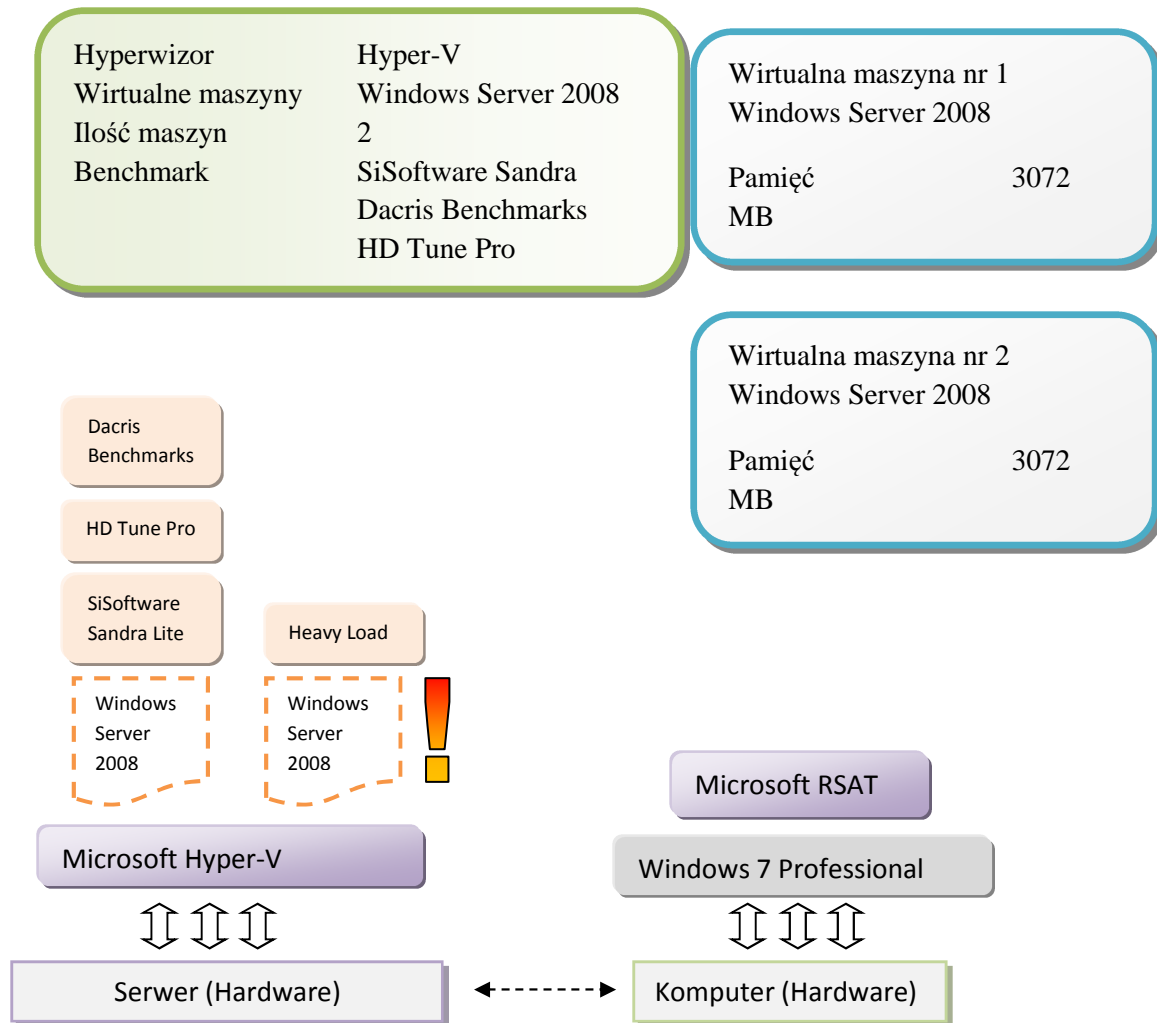 Hyperwizor Hyper-V
Wirtualne maszyny Windows Server 2008
Ilość maszyn 2
Benchmark SiSoftware Sandra
Dacris Benchmarks
HD Tune Pro
Wirtualna maszyna nr 1
Windows Server 2008
Pamięć 3072
MB
Wirtualna maszyna nr 2
Windows Server 2008
Pamięć 3072
MB
Dacris
Benchmarks
HD Tune Pro
SiSoftware
Sandra Lite
Heavy Load
Windows
Server
2008
Windows
Server
2008
Microsoft RSAT
Microsoft Hyper-V
Windows 7 Professional
Serwer (Hardware)
Komputer (Hardware)